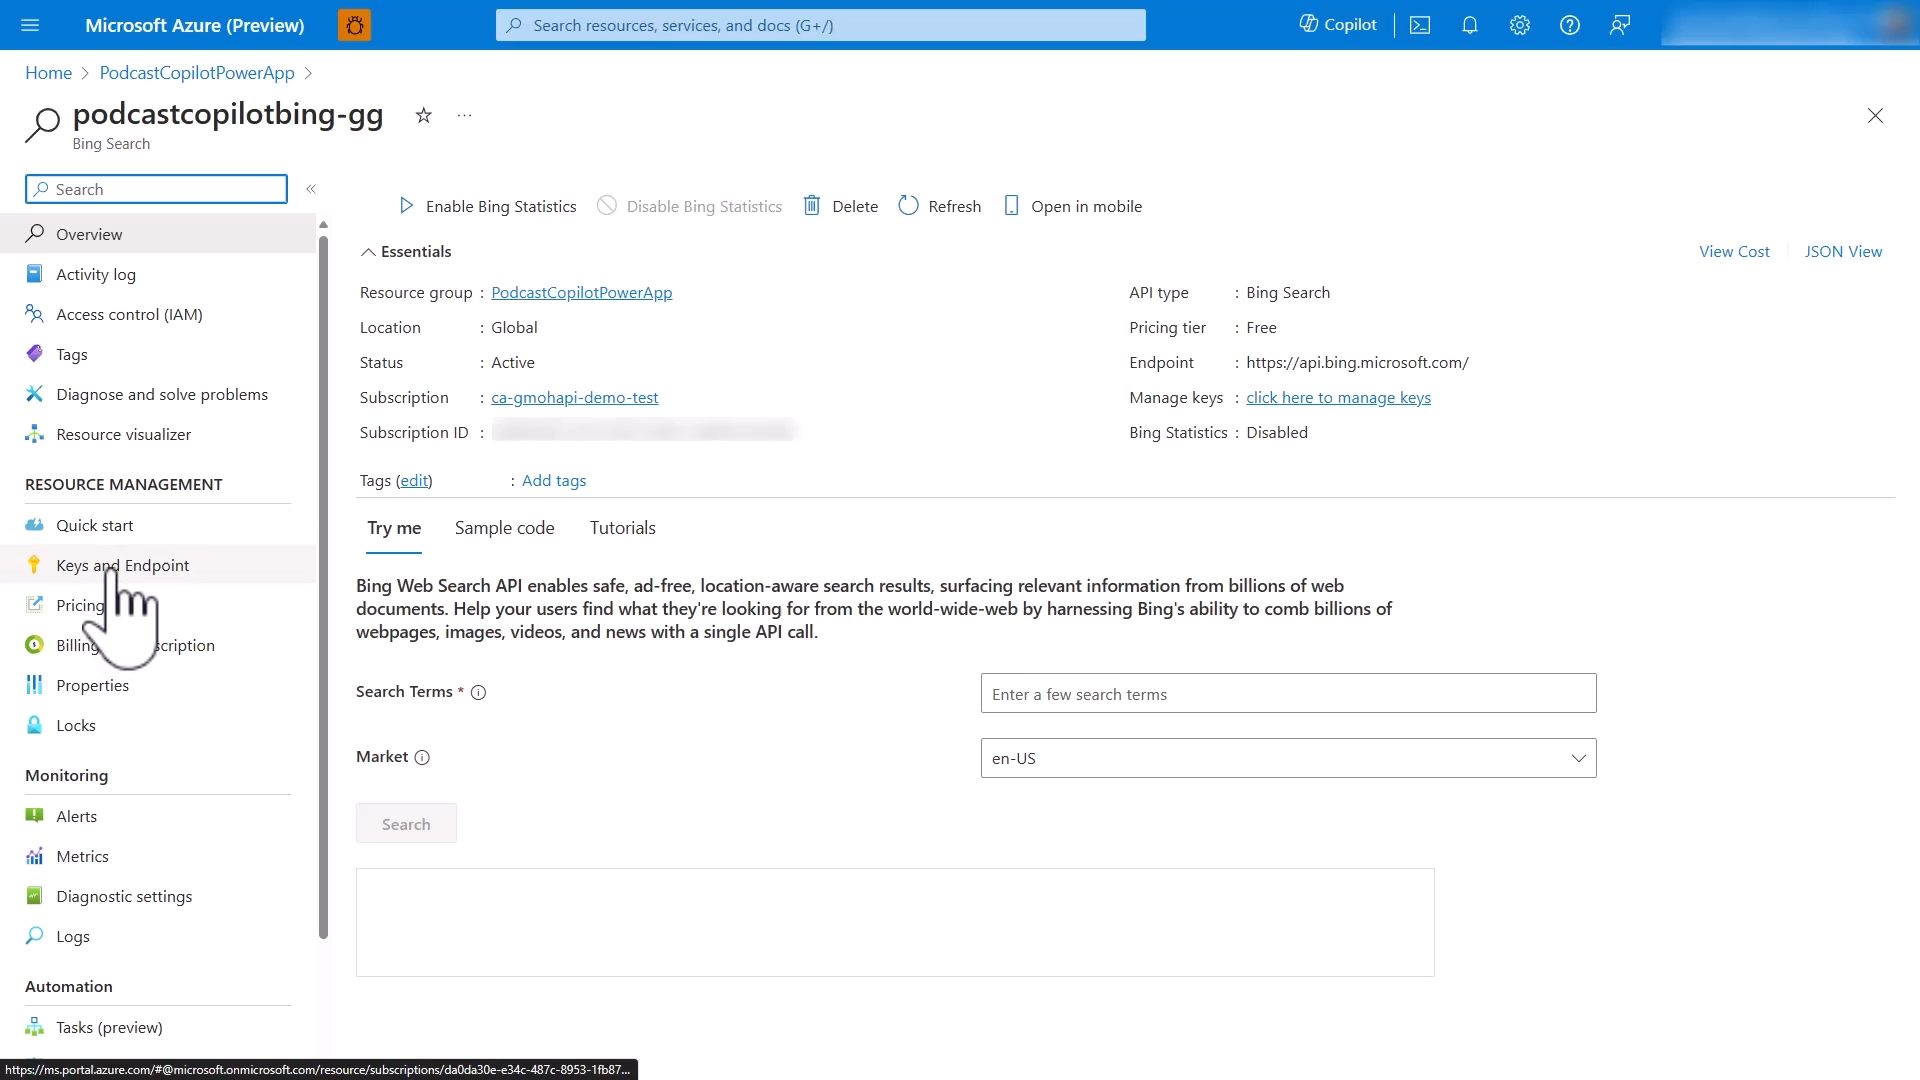 Microsoft Azure (Preview)
Search resources, services, and docs (G+/)
Copilot
Home > PodcastCopilotPowerApp >
podcastcopilotbing-gg
Bing Search
Search
Enable Bing Statistics
Disable Bing Statistics
Delete
Refresh
Open in mobile
Overview
Activity log
Access control (IAM)
Tags
Diagnose and solve problems
Resource visualizer
RESOURCE MANAGEMENT
Quick start
Keys and Endpoint
Pricing
Billing scription
Properties
Locks
Monitoring
Alerts
Metrics
Diagnostic settings
Logs
Automation
Tasks (preview)
Essentials
View Cost
JSON View
Resource group : PodcastCopilotPowerApp
Location : Global
Status : Active
Subscription : ca-gmohapi-demo-test
Subscription ID :
API type : Bing Search
Pricing tier : Free
Endpoint : https://api.bing.microsoft.com/
Manage keys : click here to manage keys
Bing Statistics : Disabled
Tags (edit) : Add tags
Try me
Sample code
Tutorials
Bing Web Search API enables safe, ad-free, location-aware search results, surfacing relevant information from billions of web
documents. Help your users find what they're looking for from the world-wide-web by harnessing Bing's ability to comb billions of
webpages, images, videos, and news with a single API call.
Search Terms *
Enter a few search terms
Market
en-US
Search
https://ms.portal.azure.com/#@microsoft.onmicrosoft.com/resource/subscriptions/da0da30e-e34c-487c-8953-1fb87...